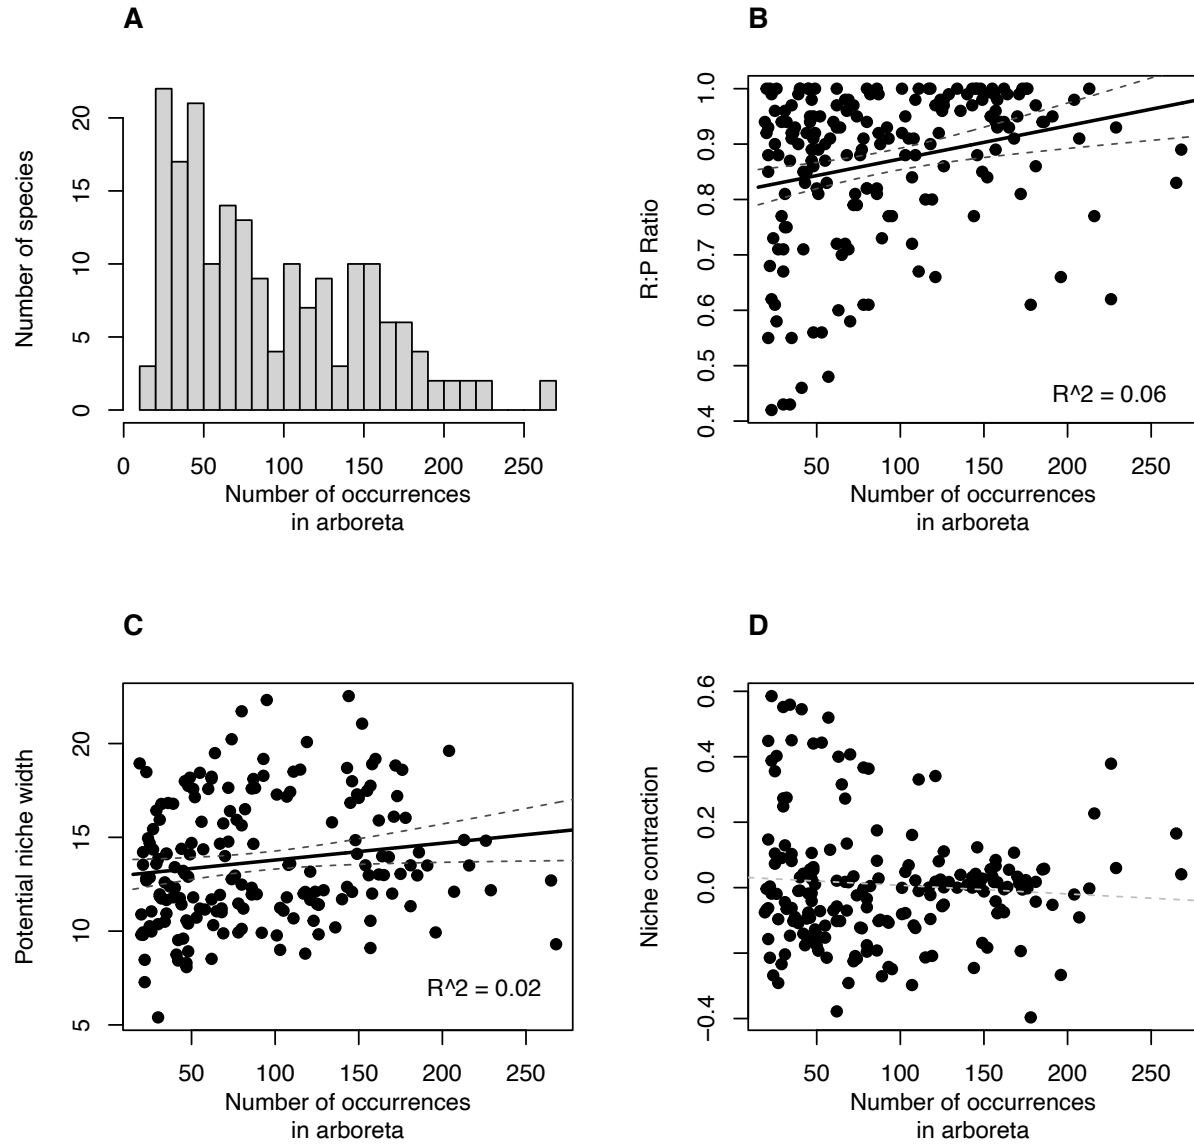 A
Number of species
20
15
10
5
0
0 50 100 150 200 250
Number of occurrences
in arboreta
B
R:P Ratio
1.0
0.9
0.8
0.7
0.6
0.5
0.4
R^2 = 0.06
50 100 150 200 250
Number of occurrences
in arboreta
C
Potential niche width
20
15
10
5
R^2 = 0.02
50 100 150 200 250
Number of occurrences
in arboreta
D
Niche contraction
0.6
0.4
0.2
0.0
−0.4
50 100 150 200 250
Number of occurrences
in arboreta